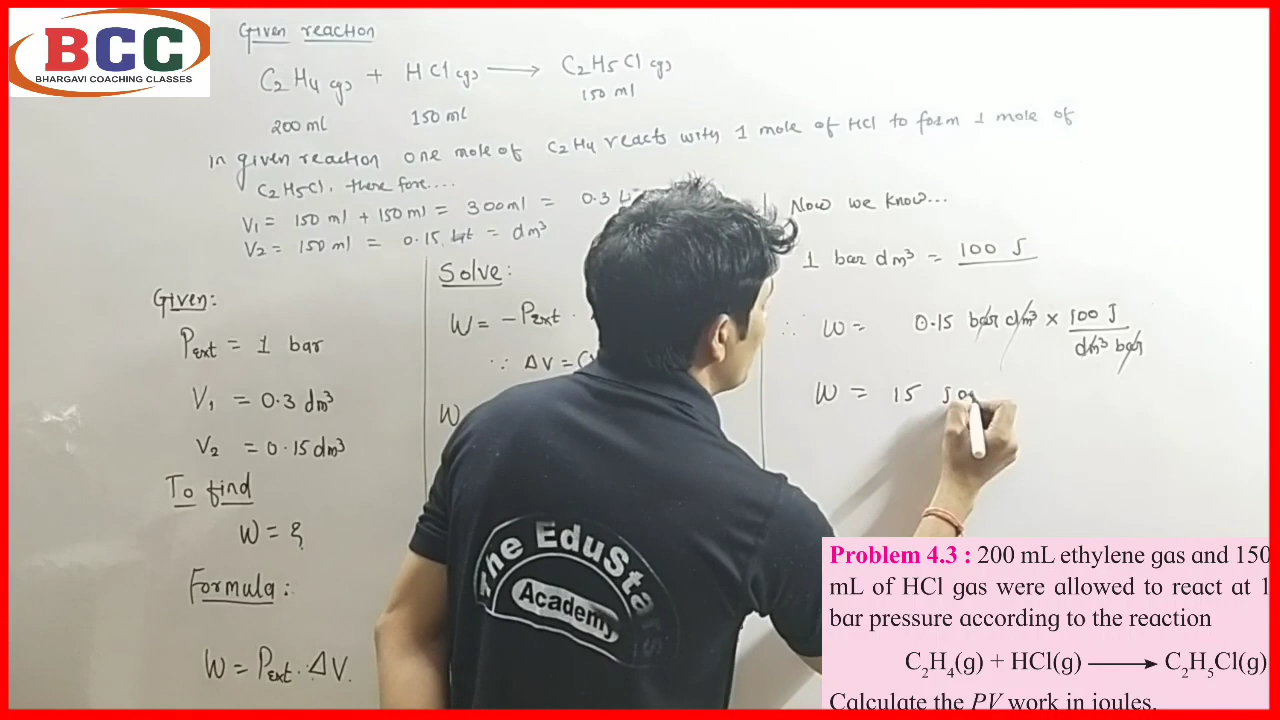 BCC
BHARGAVI COACHING CLASSES
Given reaction
C2H4 (g) + HCl (g) → C2H5Cl (g)
200 ml 150 ml 150 ml
in given reaction one mole of C2H4 reacts with 1 mole of HCl to form 1 mole of
C2H5Cl, there fore....
V1 = 150 ml + 150 ml = 300 ml = 0.3
V2 = 150 ml = 0.15 = dm³
Given:
Pext = 1 bar
V1 = 0.3 dm³
V2 = 0.15 dm³
To find
W = ?
Formula:
W = Pext . ΔV.
Solve:
W = -Pext .
∵ ΔV = (
W
Now we know...
1 bar dm³ = 100 J
∴ W = 0.15 bar dm³ × 100 J / dm³ bar
W = 15
The EduStars
Academy
Problem 4.3 : 200 mL ethylene gas and 150
mL of HCl gas were allowed to react at 1
bar pressure according to the reaction
C₂H₄(g) + HCl(g) → C₂H₅Cl(g)
Calculate the PV work in joules.